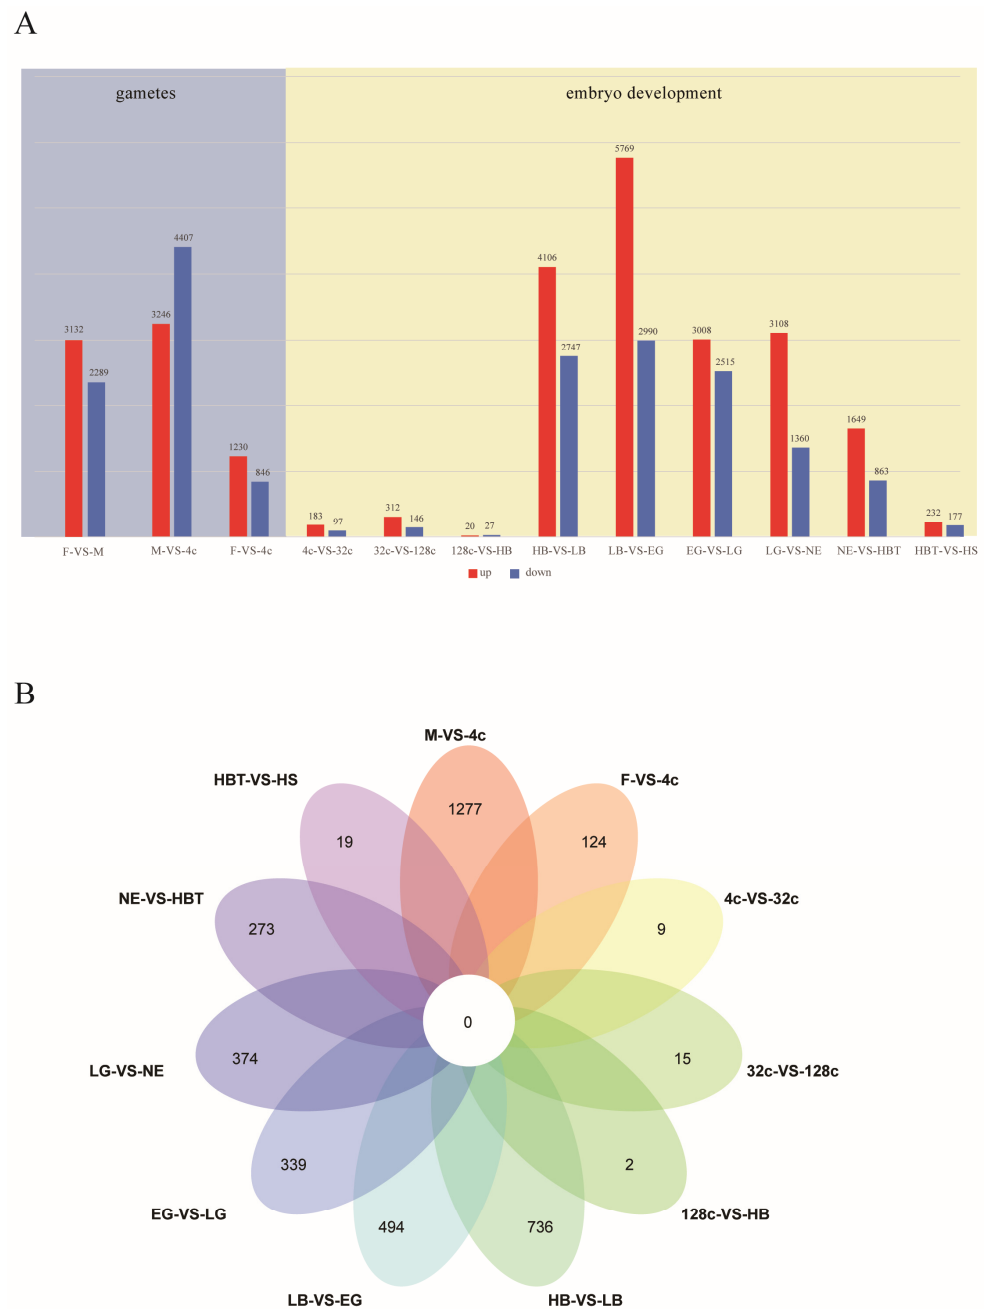 A
gametes
embryo development
3132
2289
3246
4407
1230
846
183
97
312
146
20
27
4106
2747
5769
2990
3008
2515
3108
1360
1649
863
232
177
F-VS-M
M-VS-4c
F-VS-4c
4c-VS-32c
32c-VS-128c
128c-VS-HB
HB-VS-LB
LB-VS-EG
EG-VS-LG
LG-VS-NE
NE-VS-HBT
HBT-VS-HS
up
down
B
M-VS-4c
1277
F-VS-4c
124
4c-VS-32c
9
32c-VS-128c
15
128c-VS-HB
2
HB-VS-LB
736
LB-VS-EG
494
EG-VS-LG
339
LG-VS-NE
374
NE-VS-HBT
273
HBT-VS-HS
19
0